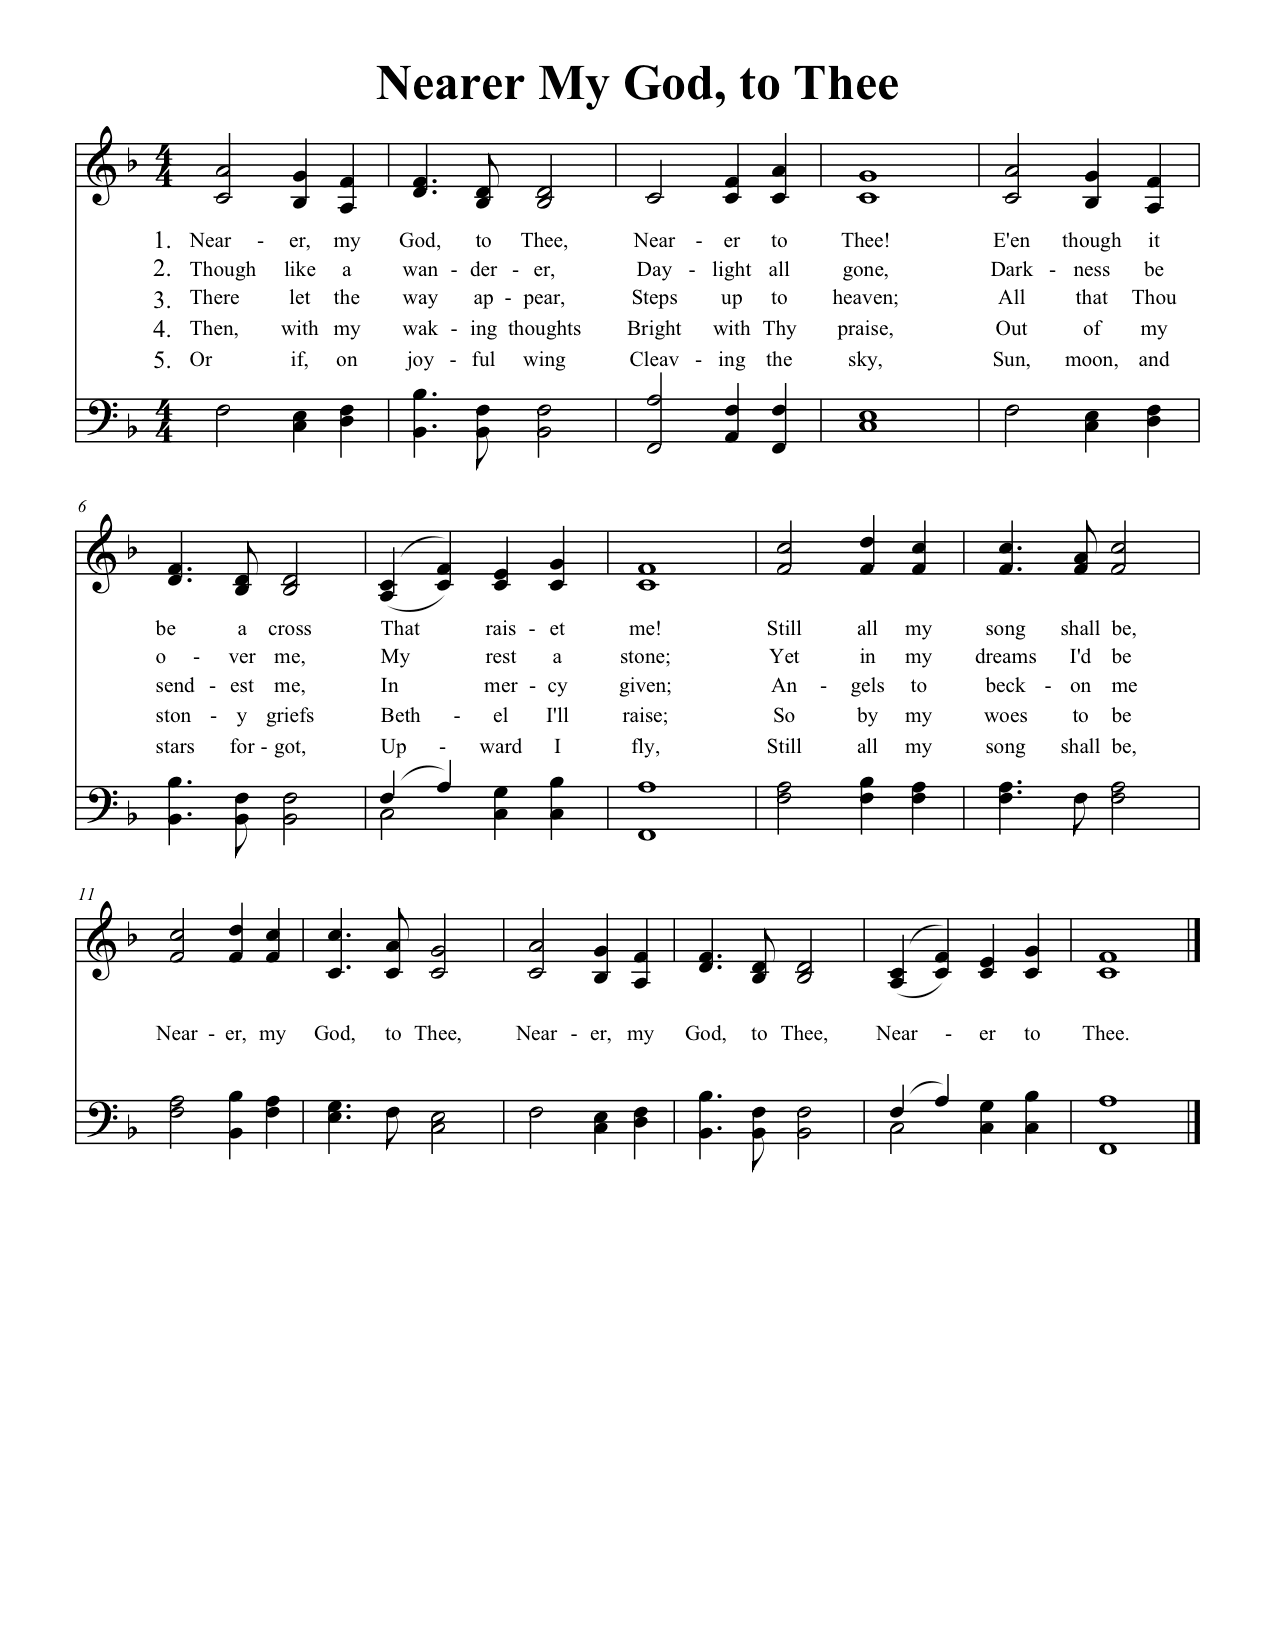 Nearer My God, to Thee
4
4
1. Near - er, my God, to Thee, Near - er to Thee! E'en though it
2. Though like a wan - der - er, Day - light all gone, Dark - ness be
3. There let the way ap - pear, Steps up to heaven; All that Thou
4. Then, with my wak - ing thoughts Bright with Thy praise, Out of my
5. Or if, on joy - ful wing Cleav - ing the sky, Sun, moon, and
4
4
6
be a cross That rais - et me! Still all my song shall be,
o - ver me, My rest a stone; Yet in my dreams I'd be
send - est me, In mer - cy given; An - gels to beck - on me
ston - y griefs Beth - el I'll raise; So by my woes to be
stars for - got, Up - ward I fly, Still all my song shall be,
11
Near - er, my God, to Thee, Near - er, my God, to Thee, Near - er to Thee.